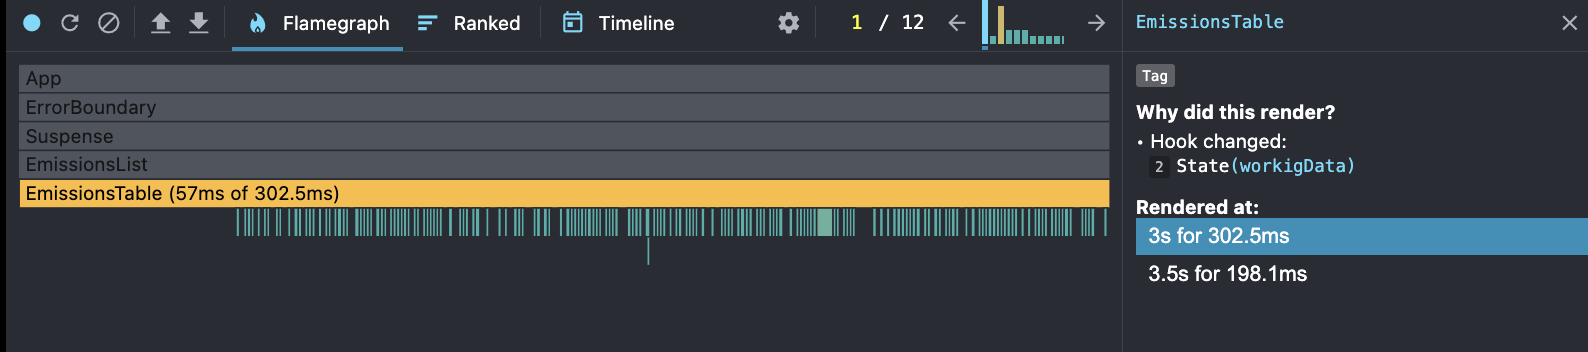 Flamegraph Ranked Timeline 1 / 12 EmissionsTable
App
ErrorBoundary
Suspense
EmissionsList
EmissionsTable (57ms of 302.5ms)
Tag
Why did this render?
• Hook changed:
2 State(workigData)
Rendered at:
3s for 302.5ms
3.5s for 198.1ms